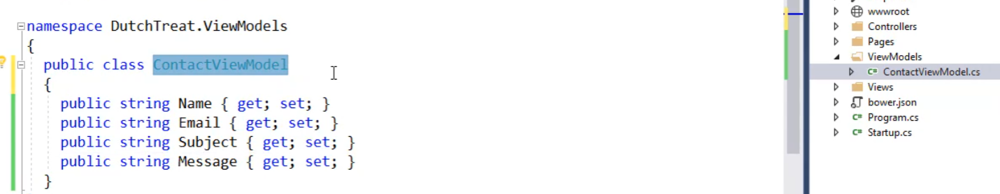 namespace DutchTreat.ViewModels
{
public class ContactViewModel
{
public string Name { get; set; }
public string Email { get; set; }
public string Subject { get; set; }
public string Message { get; set; }
}
wwwroot
Controllers
Pages
ViewModels
C# ContactViewModel.cs
Views
bower.json
C# Program.cs
C# Startup.cs